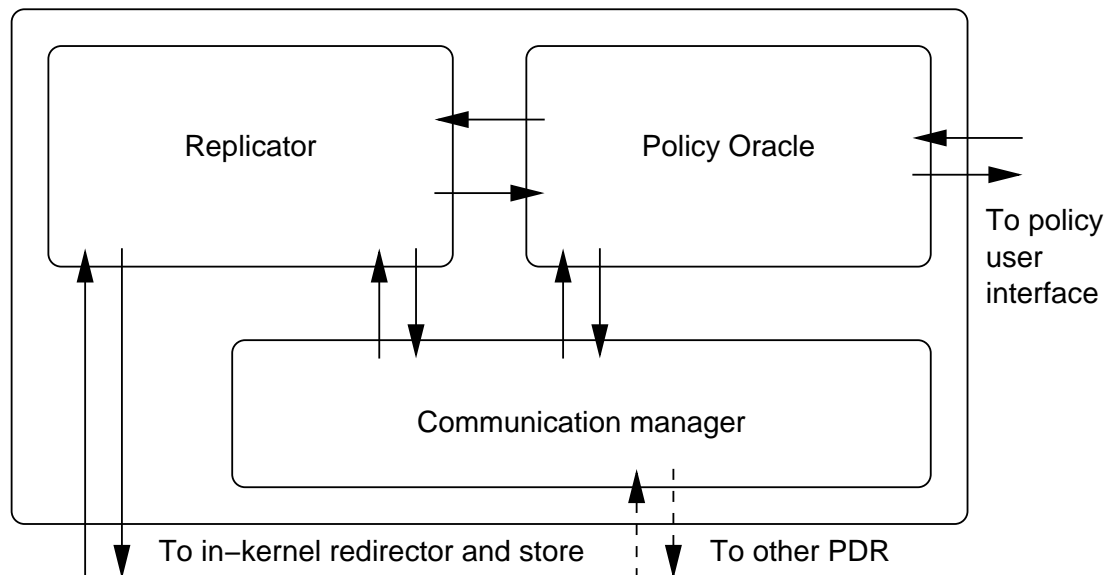 Replicator
Policy Oracle
To policy
user
interface
Communication manager
To in−kernel redirector and store
To other PDR